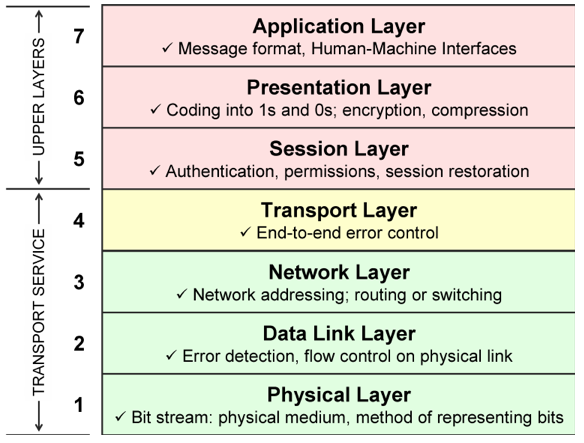 UPPER LAYERS
7
Application Layer
✓ Message format, Human-Machine Interfaces
6
Presentation Layer
✓ Coding into 1s and 0s; encryption, compression
5
Session Layer
✓ Authentication, permissions, session restoration
TRANSPORT SERVICE
4
Transport Layer
✓ End-to-end error control
3
Network Layer
✓ Network addressing; routing or switching
2
Data Link Layer
✓ Error detection, flow control on physical link
1
Physical Layer
✓ Bit stream: physical medium, method of representing bits